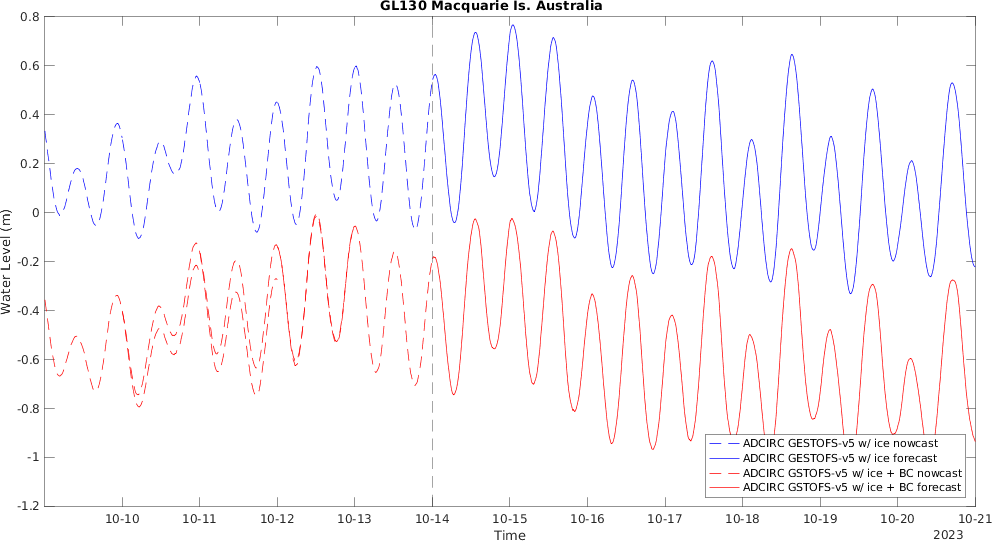 GL130 Macquarie Is. Australia
0.8
0.6
0.4
0.2
0
-0.2
-0.4
-0.6
-0.8
-1
-1.2
Water Level (m)
ADCIRC GESTOFS-v5 w/ ice nowcast
ADCIRC GESTOFS-v5 w/ ice forecast
ADCIRC GSTOFS-v5 w/ ice + BC nowcast
ADCIRC GSTOFS-v5 w/ ice + BC forecast
10-10 10-11 10-12 10-13 10-14 10-15 10-16 10-17 10-18 10-19 10-20 10-21
Time
2023